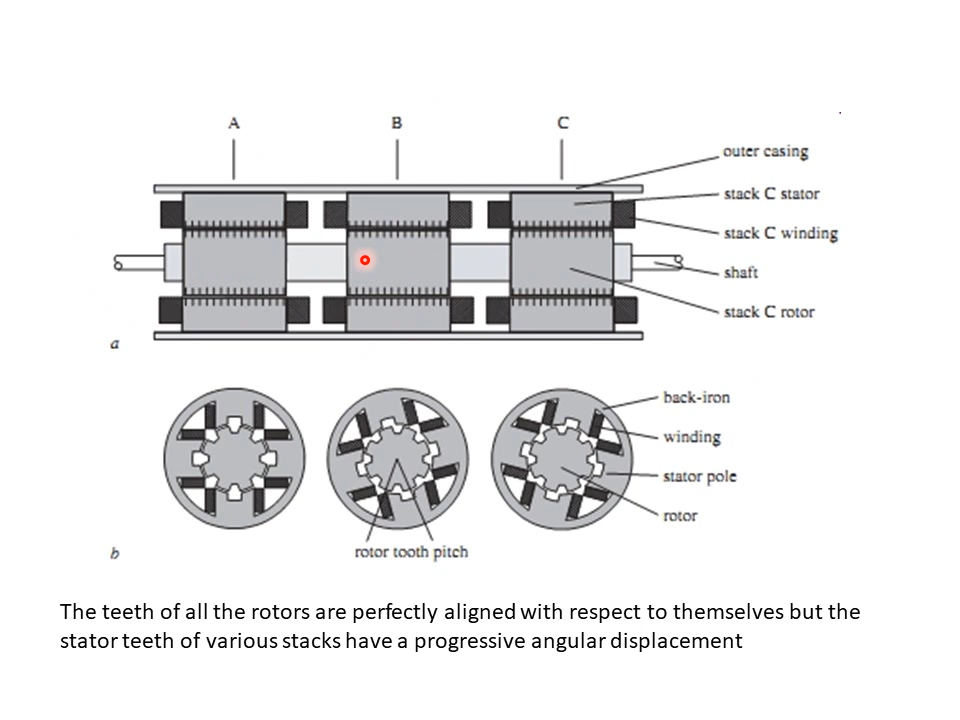 A
B
C
outer casing
stack C stator
stack C winding
shaft
stack C rotor
a
back-iron
winding
stator pole
rotor
rotor tooth pitch
b
The teeth of all the rotors are perfectly aligned with respect to themselves but the
stator teeth of various stacks have a progressive angular displacement